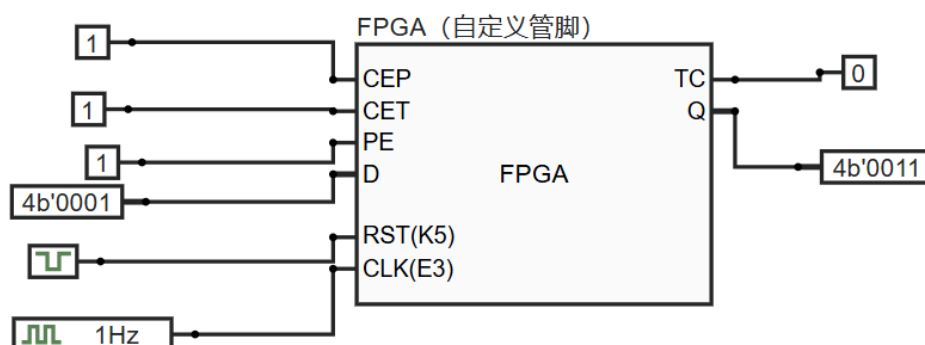 FPGA（自定义管脚）
1
CEP
TC
0
1
CET
Q
1
PE
4b'0011
4b'0001
D
FPGA
RST(K5)
CLK(E3)
1Hz